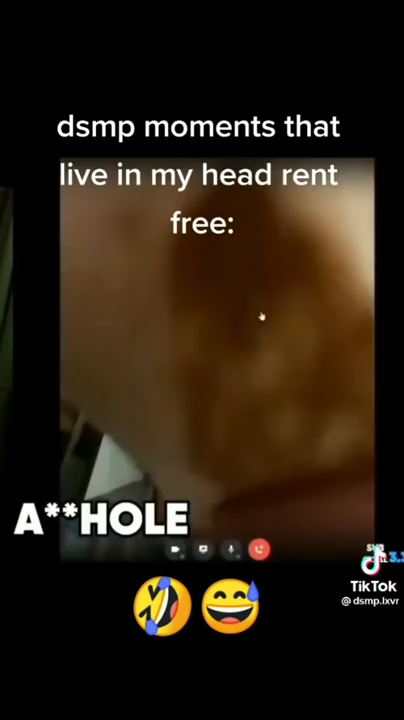 dsmp moments that
live in my head rent
free:
A**HOLE
TikTok
@dsmp.lxvr